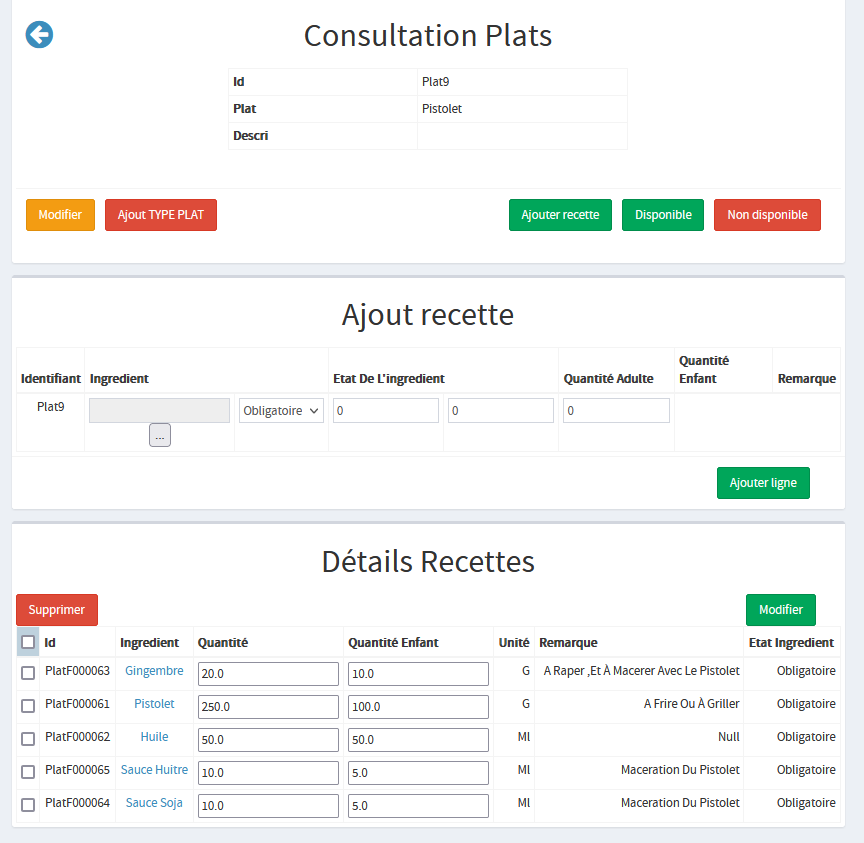 Consultation Plats
Id Plat9
Plat Pistolet
Descri
Modifier Ajout TYPE PLAT Ajouter recette Disponible Non disponible
Ajout recette
Identifiant Ingredient Etat De L'ingredient Quantité Adulte Quantité Enfant Remarque
Plat9 Obligatoire 0 0 0
...
Ajouter ligne
Détails Recettes
Supprimer Modifier
Id Ingredient Quantité Quantité Enfant Unité Remarque Etat Ingredient
PlatF000063 Gingembre 20.0 10.0 G A Raper ,Et À Macerer Avec Le Pistolet Obligatoire
PlatF000061 Pistolet 250.0 100.0 G A Frire Ou À Griller Obligatoire
PlatF000062 Huile 50.0 50.0 Ml Null Obligatoire
PlatF000065 Sauce Huitre 10.0 5.0 Ml Maceration Du Pistolet Obligatoire
PlatF000064 Sauce Soja 10.0 5.0 Ml Maceration Du Pistolet Obligatoire